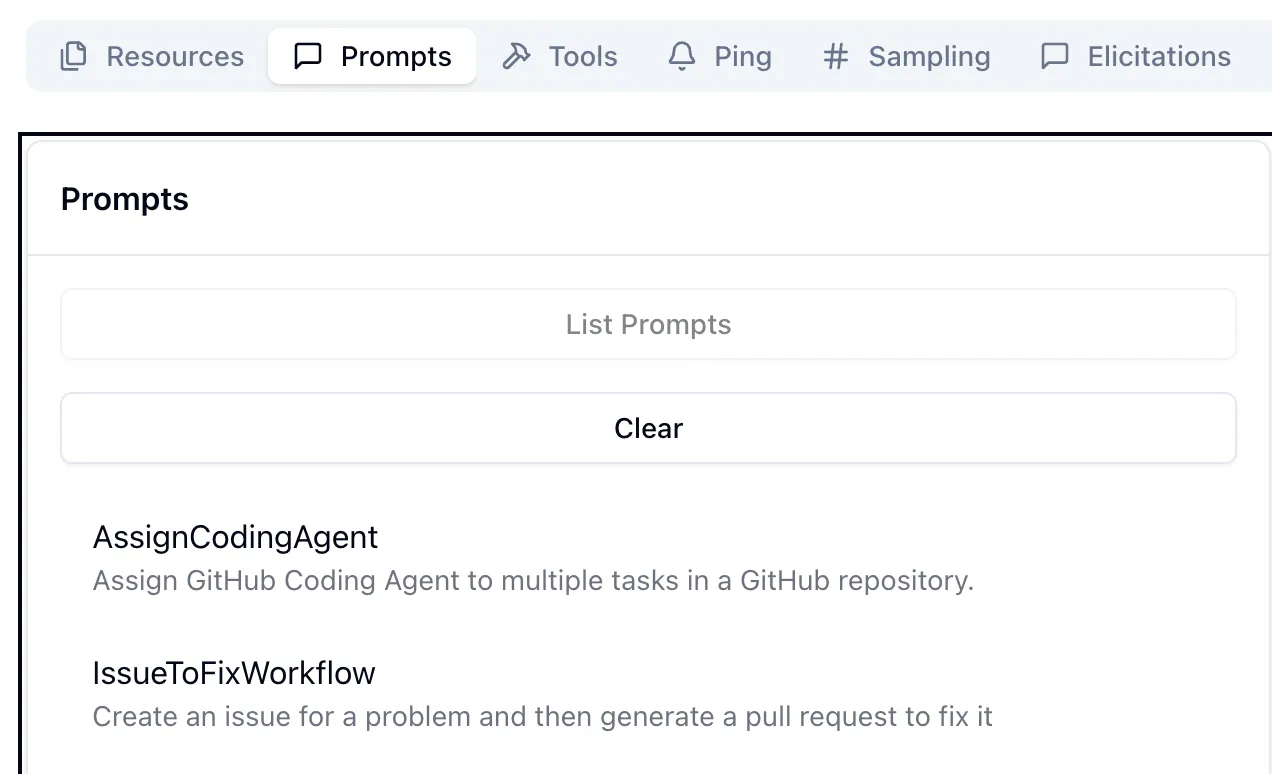 Resources Prompts Tools Ping Sampling Elicitations
Prompts
List Prompts
Clear
AssignCodingAgent
Assign GitHub Coding Agent to multiple tasks in a GitHub repository.
IssueToFixWorkflow
Create an issue for a problem and then generate a pull request to fix it